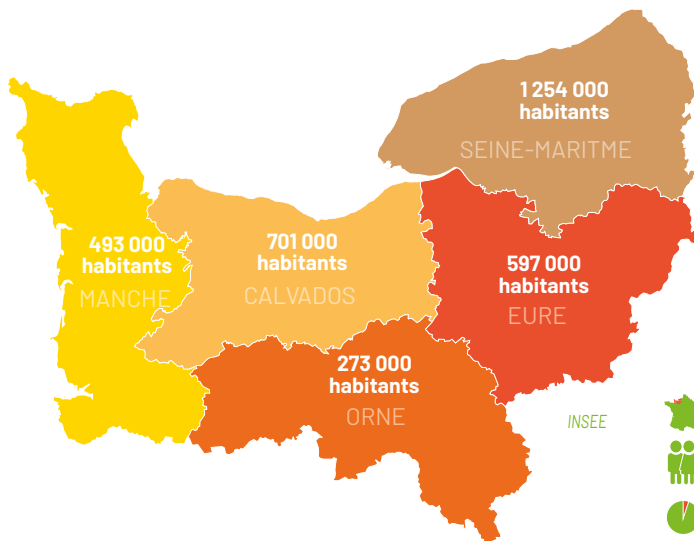 1 254 000
habitants
SEINE-MARITME
493 000
habitants
MANCHE
701 000
habitants
CALVADOS
597 000
habitants
EURE
273 000
habitants
ORNE
INSEE